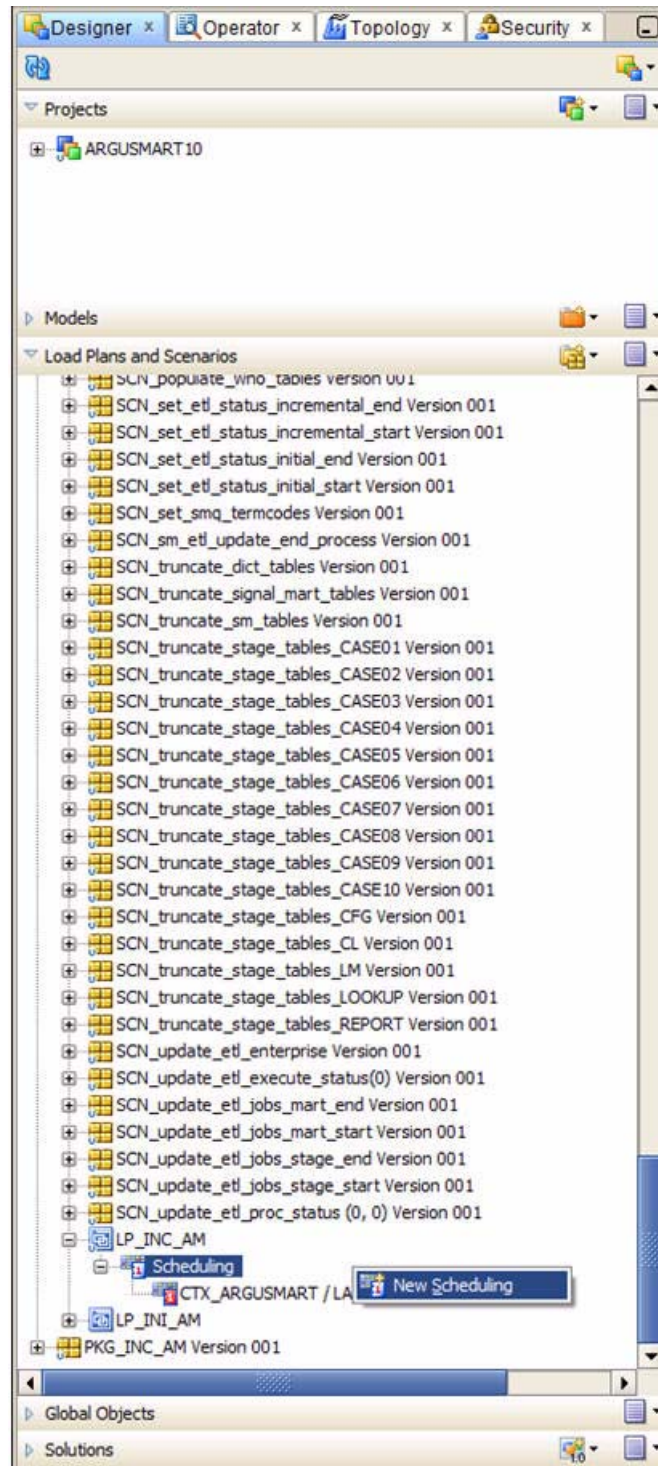 Designer x Operator x Topology x Security x
Projects
ARGUSMART10
Models
Load Plans and Scenarios
SCN_populate_who_tables Version 001
SCN_set_etl_status_incremental_end Version 001
SCN_set_etl_status_incremental_start Version 001
SCN_set_etl_status_initial_end Version 001
SCN_set_etl_status_initial_start Version 001
SCN_set_smq_termcodes Version 001
SCN_sm_etl_update_end_process Version 001
SCN_truncate_dict_tables Version 001
SCN_truncate_signal_mart_tables Version 001
SCN_truncate_sm_tables Version 001
SCN_truncate_stage_tables_CASE01 Version 001
SCN_truncate_stage_tables_CASE02 Version 001
SCN_truncate_stage_tables_CASE03 Version 001
SCN_truncate_stage_tables_CASE04 Version 001
SCN_truncate_stage_tables_CASE05 Version 001
SCN_truncate_stage_tables_CASE06 Version 001
SCN_truncate_stage_tables_CASE07 Version 001
SCN_truncate_stage_tables_CASE08 Version 001
SCN_truncate_stage_tables_CASE09 Version 001
SCN_truncate_stage_tables_CASE10 Version 001
SCN_truncate_stage_tables_CFG Version 001
SCN_truncate_stage_tables_CL Version 001
SCN_truncate_stage_tables_LM Version 001
SCN_truncate_stage_tables_LOOKUP Version 001
SCN_truncate_stage_tables_REPORT Version 001
SCN_update_etl_enterprise Version 001
SCN_update_etl_execute_status(0) Version 001
SCN_update_etl_jobs_mart_end Version 001
SCN_update_etl_jobs_mart_start Version 001
SCN_update_etl_jobs_stage_end Version 001
SCN_update_etl_jobs_stage_start Version 001
SCN_update_etl_proc_status (0, 0) Version 001
LP_INC_AM
Scheduling
New Scheduling
CTX_ARGUSMART / LA
LP_INI_AM
PKG_INC_AM Version 001
Global Objects
Solutions
1.0